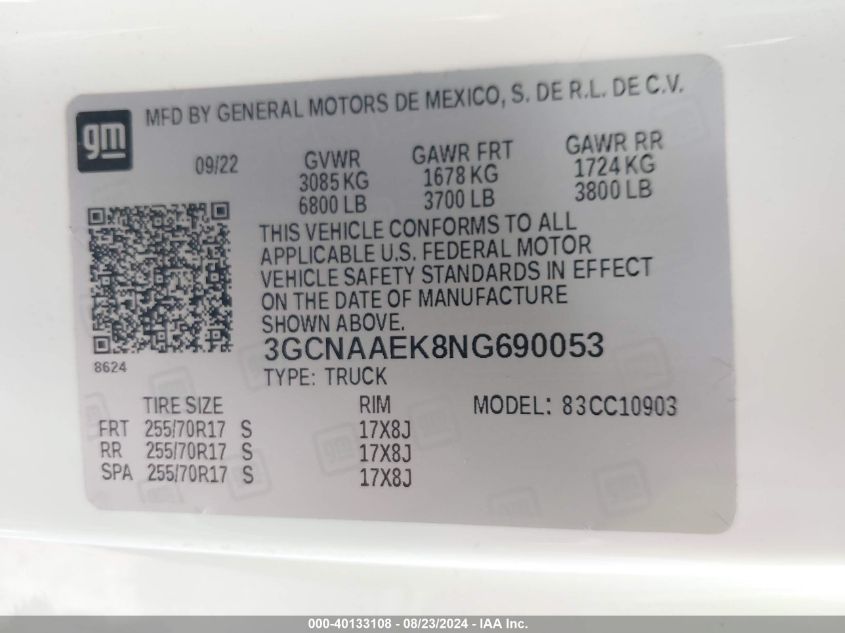 gm
MFD BY GENERAL MOTORS DE MEXICO, S. DE R.L. DE C.V.
09/22
GVWR GAWR FRT GAWR RR
3085 KG 1678 KG 1724 KG
6800 LB 3700 LB 3800 LB
THIS VEHICLE CONFORMS TO ALL
APPLICABLE U.S. FEDERAL MOTOR
VEHICLE SAFETY STANDARDS IN EFFECT
ON THE DATE OF MANUFACTURE
SHOWN ABOVE.
8624
3GCNAAEK8NG690053
TYPE: TRUCK
TIRE SIZE RIM MODEL: 83CC10903
FRT 255/70R17 S 17X8J
RR 255/70R17 S 17X8J
SPA 255/70R17 S 17X8J
000-40133108 - 08/23/2024 - IAA Inc.